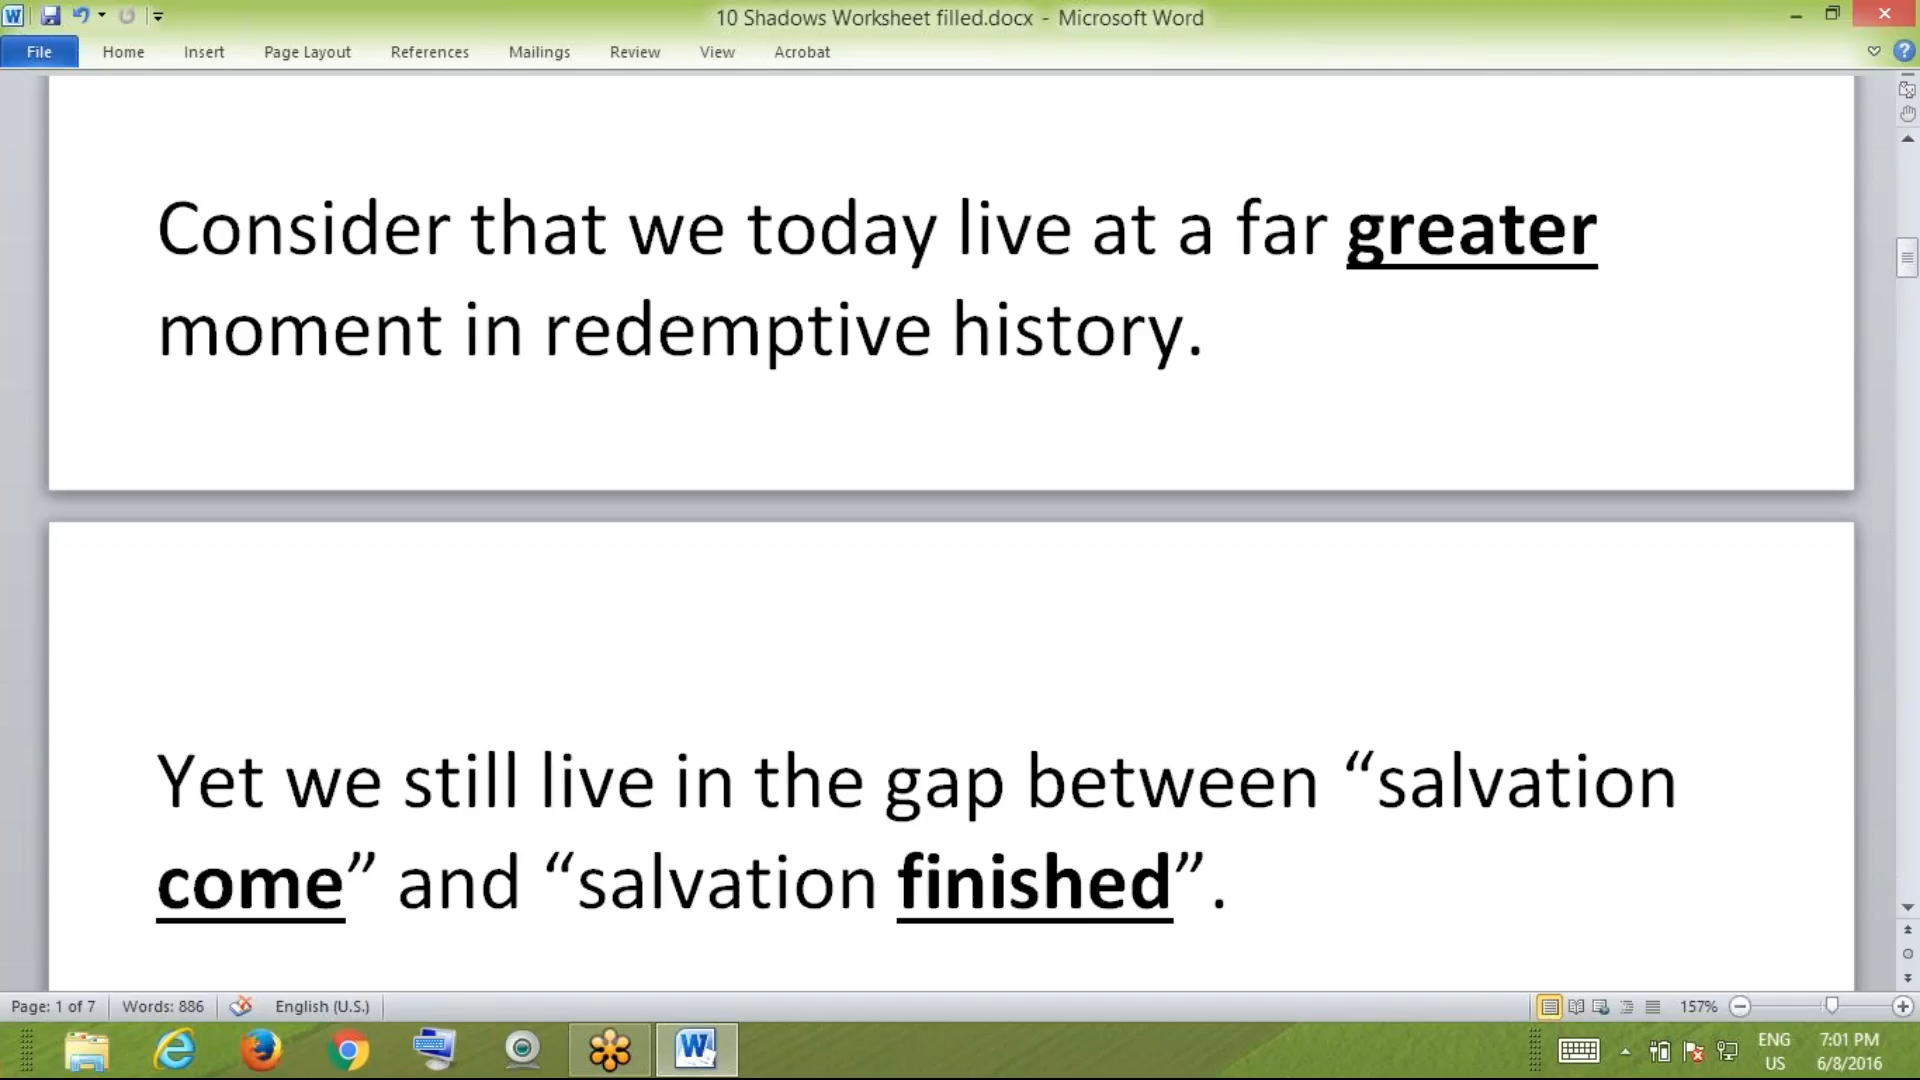 10 Shadows Worksheet filled.docx - Microsoft Word
File Home Insert Page Layout References Mailings Review View Acrobat
Consider that we today live at a far greater
moment in redemptive history.
Yet we still live in the gap between “salvation
come” and “salvation finished”.
Page: 1 of 7 Words: 886 English (U.S.) 157%
ENG 7:01 PM
US 6/8/2016